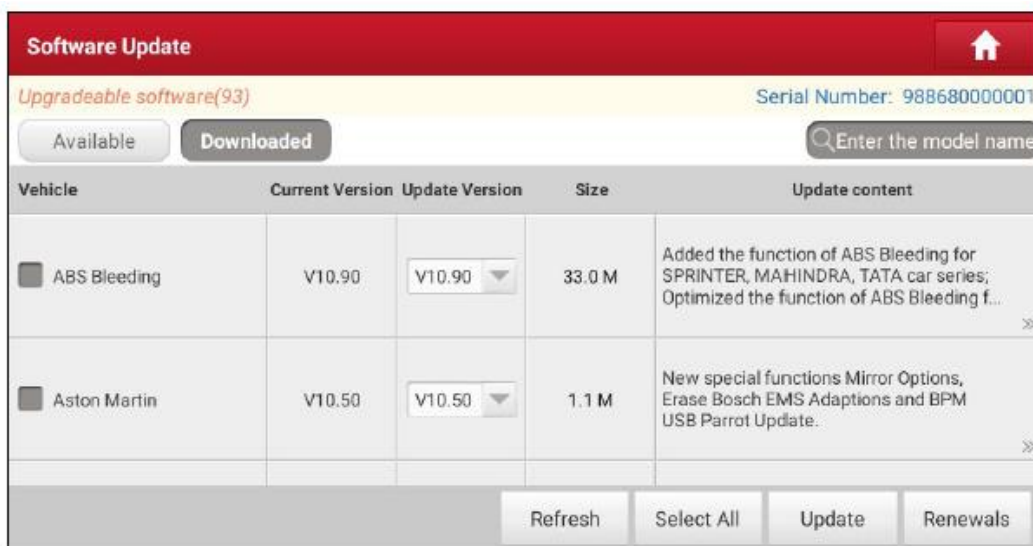 Software Update
Upgradeable software(93)
Serial Number: 988680000001
Available
Downloaded
Enter the model name
Vehicle
Current Version
Update Version
Size
Update content
ABS Bleeding
V10.90
V10.90
33.0 M
Added the function of ABS Bleeding for
SPRINTER, MAHINDRA, TATA car series;
Optimized the function of ABS Bleeding f...
Aston Martin
V10.50
V10.50
1.1 M
New special functions Mirror Options,
Erase Bosch EMS Adaptions and BPM
USB Parrot Update.
Refresh
Select All
Update
Renewals